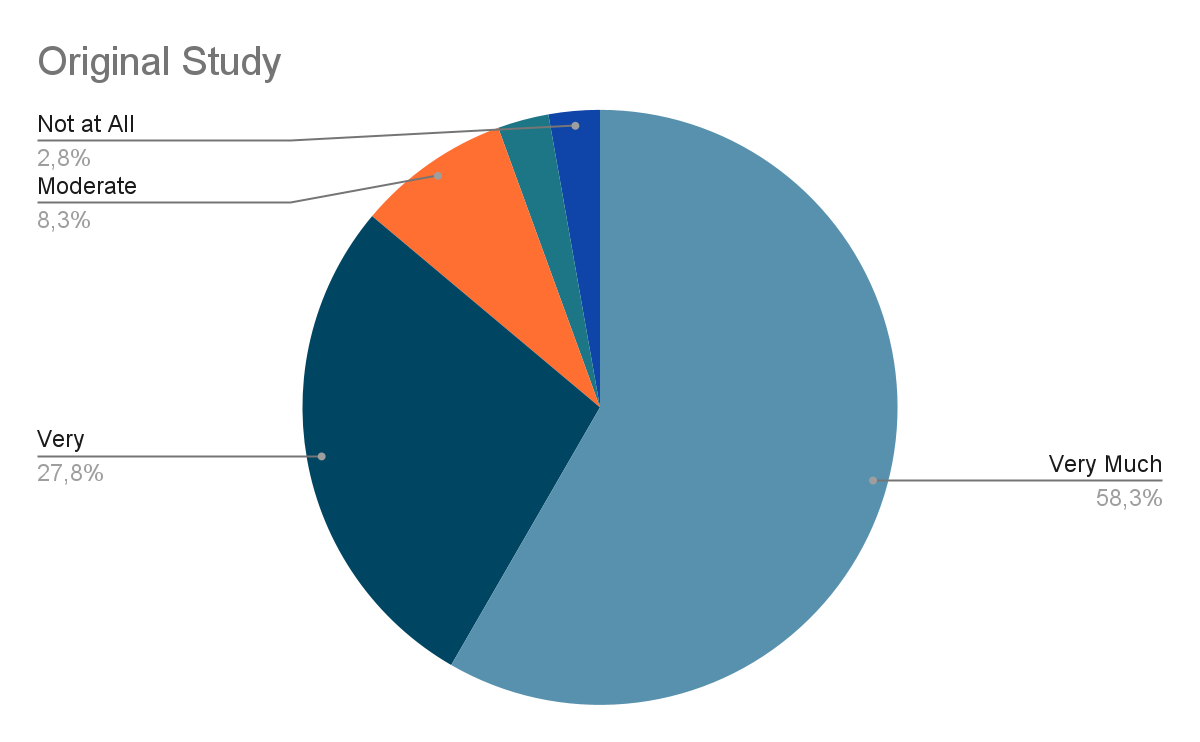 Original Study
Not at All
2,8%
Moderate
8,3%
Very
27,8%
Very Much
58,3%